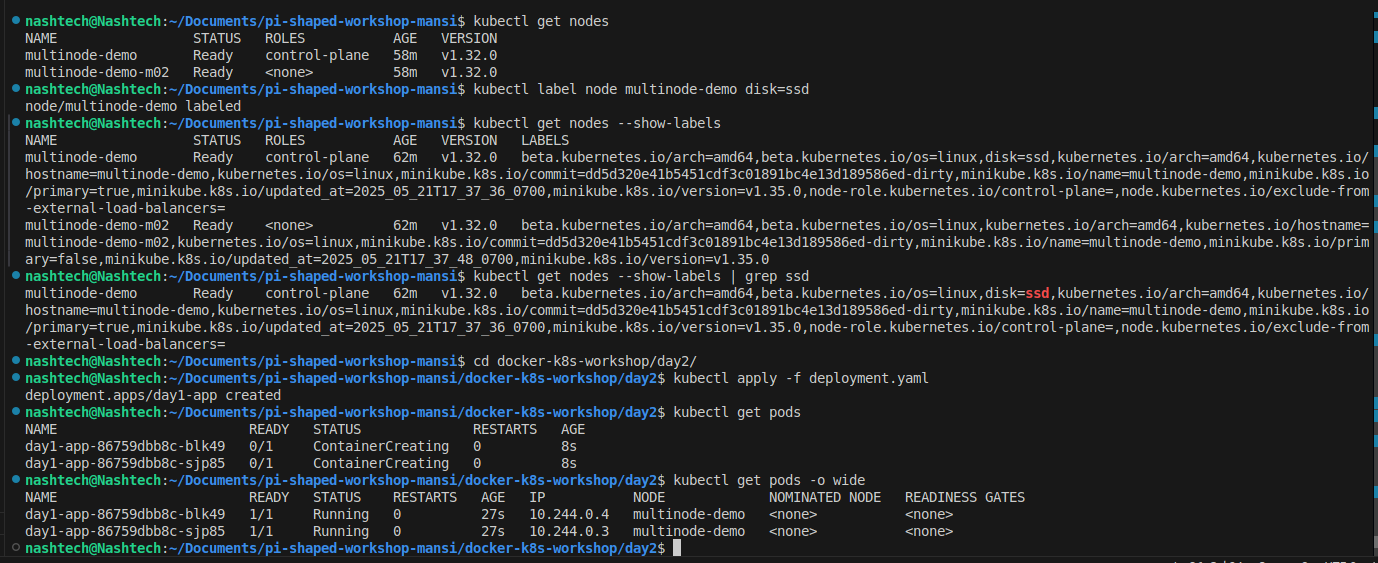 nashtech@Nashtech:~/Documents/pi-shaped-workshop-mansi$ kubectl get nodes
NAME                 STATUS   ROLES           AGE   VERSION
multinode-demo       Ready    control-plane   58m   v1.32.0
multinode-demo-m02   Ready    <none>          58m   v1.32.0
nashtech@Nashtech:~/Documents/pi-shaped-workshop-mansi$ kubectl label node multinode-demo disk=ssd
node/multinode-demo labeled
nashtech@Nashtech:~/Documents/pi-shaped-workshop-mansi$ kubectl get nodes --show-labels
NAME                 STATUS   ROLES           AGE   VERSION   LABELS
multinode-demo       Ready    control-plane   62m   v1.32.0   beta.kubernetes.io/arch=amd64,beta.kubernetes.io/os=linux,disk=ssd,kubernetes.io/arch=amd64,kubernetes.io/
hostname=multinode-demo,kubernetes.io/os=linux,minikube.k8s.io/commit=dd5d320e41b5451cdf3c01891bc4e13d189586ed-dirty,minikube.k8s.io/name=multinode-demo,minikube.k8s.io
/primary=true,minikube.k8s.io/updated_at=2025_05_21T17_37_36_0700,minikube.k8s.io/version=v1.35.0,node-role.kubernetes.io/control-plane=,node.kubernetes.io/exclude-from
-external-load-balancers=
multinode-demo-m02   Ready    <none>          62m   v1.32.0   beta.kubernetes.io/arch=amd64,beta.kubernetes.io/os=linux,kubernetes.io/arch=amd64,kubernetes.io/hostname=
multinode-demo-m02,kubernetes.io/os=linux,minikube.k8s.io/commit=dd5d320e41b5451cdf3c01891bc4e13d189586ed-dirty,minikube.k8s.io/name=multinode-demo,minikube.k8s.io/prim
ary=false,minikube.k8s.io/updated_at=2025_05_21T17_37_48_0700,minikube.k8s.io/version=v1.35.0
nashtech@Nashtech:~/Documents/pi-shaped-workshop-mansi$ kubectl get nodes --show-labels | grep ssd
multinode-demo       Ready    control-plane   62m   v1.32.0   beta.kubernetes.io/arch=amd64,beta.kubernetes.io/os=linux,disk=ssd,kubernetes.io/arch=amd64,kubernetes.io/
hostname=multinode-demo,kubernetes.io/os=linux,minikube.k8s.io/commit=dd5d320e41b5451cdf3c01891bc4e13d189586ed-dirty,minikube.k8s.io/name=multinode-demo,minikube.k8s.io
/primary=true,minikube.k8s.io/updated_at=2025_05_21T17_37_36_0700,minikube.k8s.io/version=v1.35.0,node-role.kubernetes.io/control-plane=,node.kubernetes.io/exclude-from
-external-load-balancers=
nashtech@Nashtech:~/Documents/pi-shaped-workshop-mansi$ cd docker-k8s-workshop/day2/
nashtech@Nashtech:~/Documents/pi-shaped-workshop-mansi/docker-k8s-workshop/day2$ kubectl apply -f deployment.yaml
deployment.apps/day1-app created
nashtech@Nashtech:~/Documents/pi-shaped-workshop-mansi/docker-k8s-workshop/day2$ kubectl get pods
NAME                        READY   STATUS              RESTARTS   AGE
day1-app-86759dbb8c-blk49   0/1     ContainerCreating   0          8s
day1-app-86759dbb8c-sjp85   0/1     ContainerCreating   0          8s
nashtech@Nashtech:~/Documents/pi-shaped-workshop-mansi/docker-k8s-workshop/day2$ kubectl get pods -o wide
NAME                        READY   STATUS    RESTARTS   AGE   IP           NODE             NOMINATED NODE   READINESS GATES
day1-app-86759dbb8c-blk49   1/1     Running   0          27s   10.244.0.4   multinode-demo   <none>           <none>
day1-app-86759dbb8c-sjp85   1/1     Running   0          27s   10.244.0.3   multinode-demo   <none>           <none>
nashtech@Nashtech:~/Documents/pi-shaped-workshop-mansi/docker-k8s-workshop/day2$